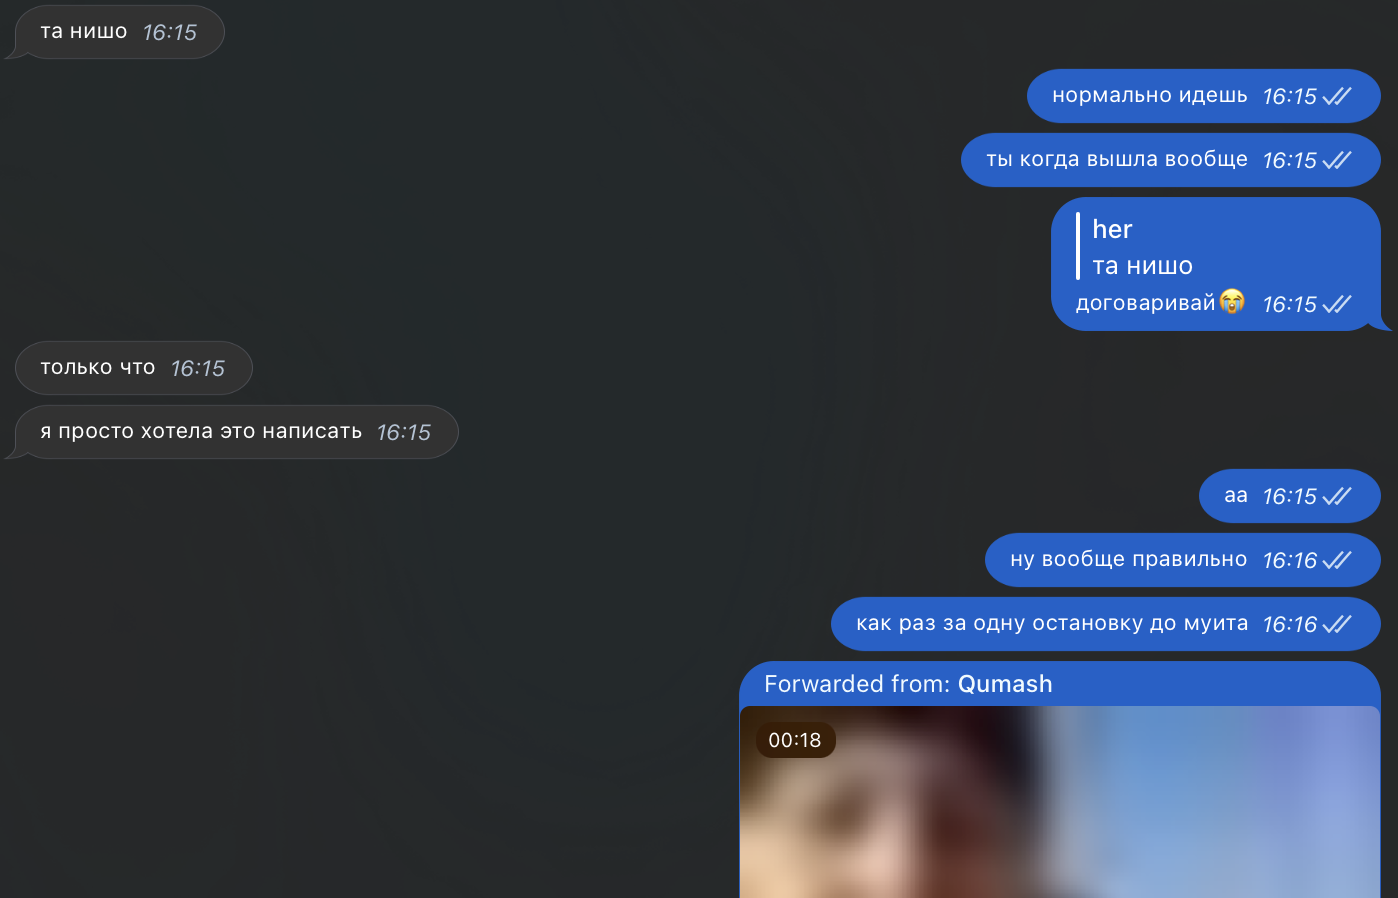 та нишо 16:15
нормально идешь 16:15
ты когда вышла вообще 16:15
her
та нишо
договаривай😭 16:15
только что 16:15
я просто хотела это написать 16:15
аа 16:15
ну вообще правильно 16:16
как раз за одну остановку до муита 16:16
Forwarded from: Qumash
00:18